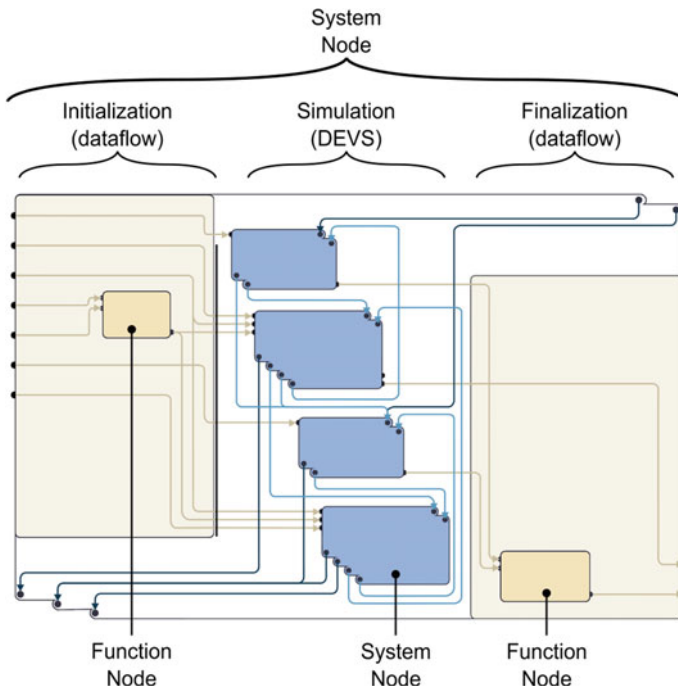 System
Node
Initialization
(dataflow)
Simulation
(DEVS)
Finalization
(dataflow)
Function
Node
System
Node
Function
Node